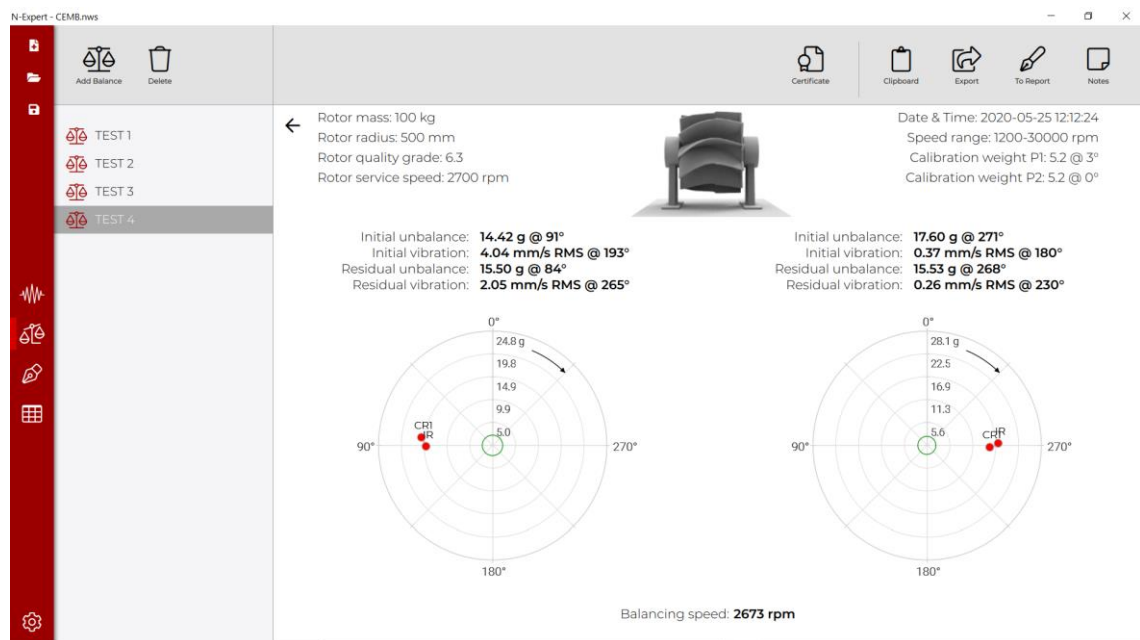 N-Expert - CEMB.nws
Add Balance
Delete
Certificate
Clipboard
Export
To Report
Notes
TEST 1
TEST 2
TEST 3
TEST 4
Rotor mass: 100 kg
Rotor radius: 500 mm
Rotor quality grade: 6.3
Rotor service speed: 2700 rpm
Date & Time: 2020-05-25 12:12:24
Speed range: 1200-30000 rpm
Calibration weight P1: 5.2 @ 3°
Calibration weight P2: 5.2 @ 0°
Initial unbalance: 14.42 g @ 91°
Initial vibration: 4.04 mm/s RMS @ 193°
Residual unbalance: 15.50 g @ 84°
Residual vibration: 2.05 mm/s RMS @ 265°
Initial unbalance: 17.60 g @ 271°
Initial vibration: 0.37 mm/s RMS @ 180°
Residual unbalance: 15.53 g @ 268°
Residual vibration: 0.26 mm/s RMS @ 230°
0°
24.8 g
19.8
14.9
9.9
5.0
CR1
IR
90°
270°
180°
0°
28.1 g
22.5
16.9
11.3
5.6
CR1
IR
90°
270°
180°
Balancing speed: 2673 rpm